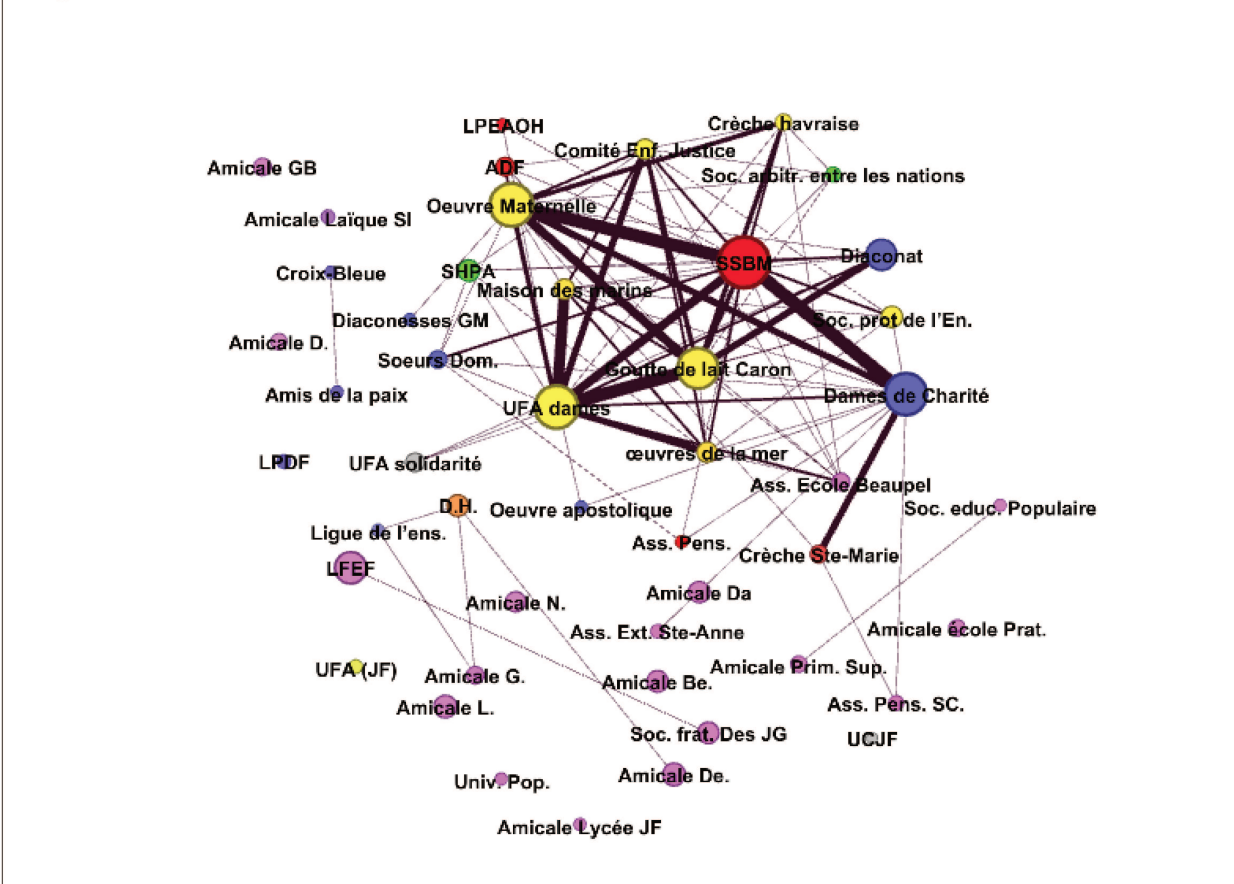 LPEAOH
Crèche havraise
Comité Enf. Justice
Amicale GB
ADF
Soc. arbitr. entre les nations
Oeuvre Maternelle
Amicale Laïque SI
Diaconat
SSBM
Croix-Bleue
SHPA
Maison des marins
Diaconesses GM
Soc. prot de l'En.
Amicale D.
Soeurs Dom.
Goutte de lait Caron
Amis de la paix
Dames de Charité
UFA dames
œuvres de la mer
LPDF
UFA solidarité
Ass. Ecole Beaupel
D.H.
Oeuvre apostolique
Soc. educ. Populaire
Ligue de l'ens.
Ass. Pens.
Crèche Ste-Marie
LFEF
Amicale Da
Amicale N.
Ass. Ext. Ste-Anne
Amicale école Prat.
UFA (JF)
Amicale G.
Amicale Be.
Amicale Prim. Sup.
Amicale L.
Ass. Pens. SC.
Soc. frat. Des JG
UCJF
Univ. Pop.
Amicale De.
Amicale Lycée JF